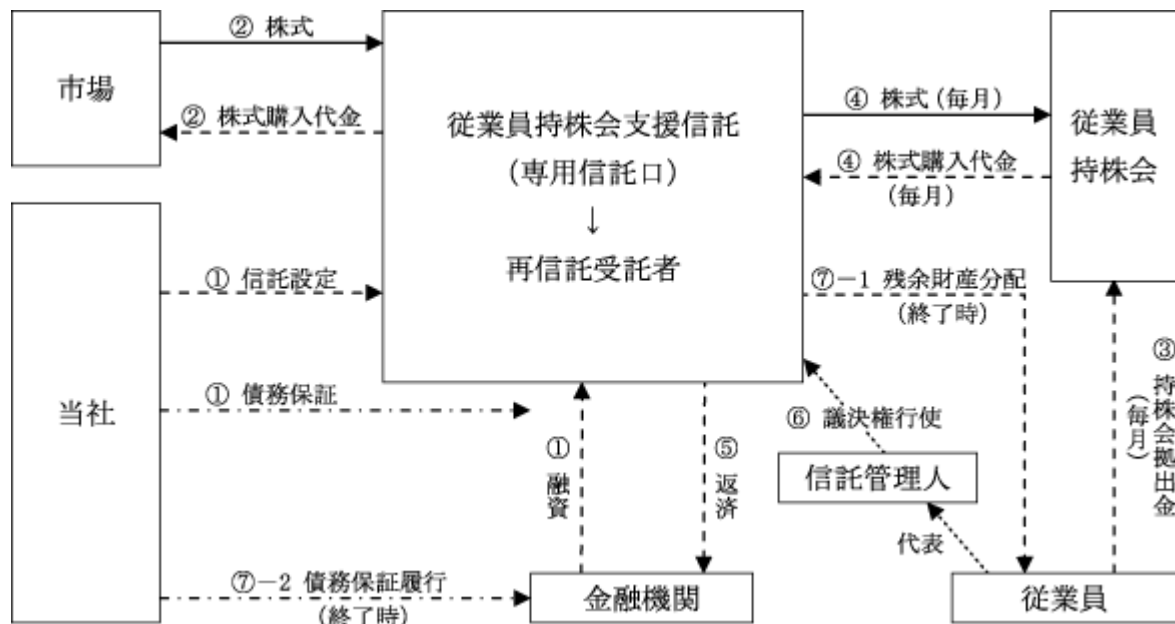 ② 株式
市場
② 株式購入代金
従業員持株会支援信託
(専用信託口)
↓
再信託受託者
④ 株式(毎月)
④ 株式購入代金
(毎月)
従業員
持株会
当社
① 信託設定
① 債務保証
⑦-1 残余財産分配
(終了時)
③ 持株会拠出金
(毎月)
⑥ 議決権行使
① 融資
⑤ 返済
信託管理人
代表
⑦-2 債務保証履行
(終了時)
金融機関
従業員